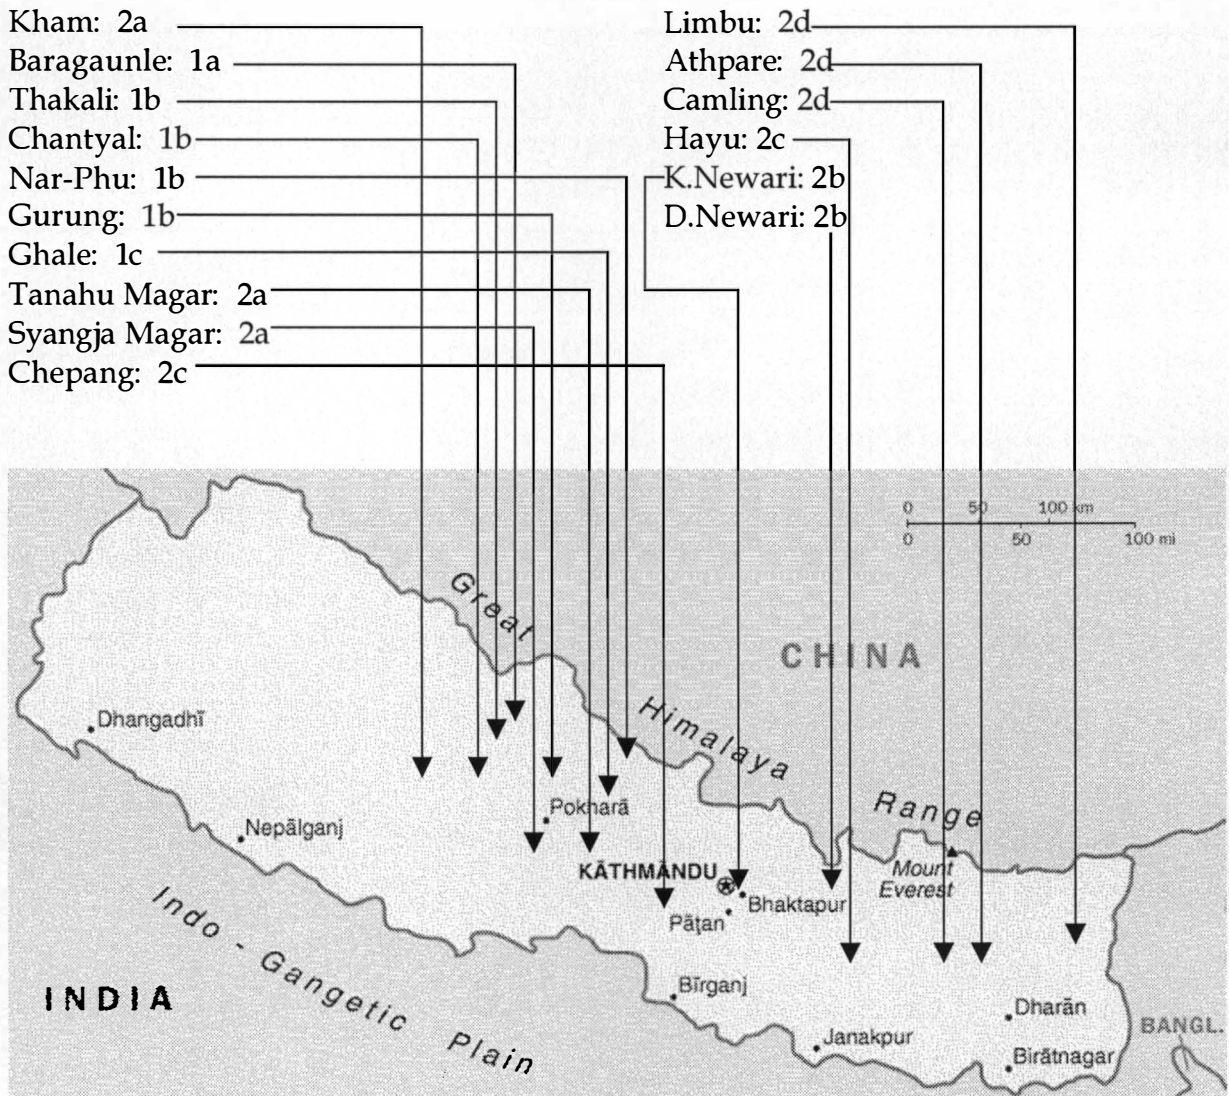 Kham: 2a
Baragaunle: 1a
Thakali: 1b
Chantyal: 1b
Nar-Phu: 1b
Gurung: 1b
Ghale: 1c
Tanahu Magar: 2a
Syangja Magar: 2a
Chepang: 2c
Limbu: 2d
Athpare: 2d
Camling: 2d
Hayu: 2c
K.Newari: 2b
D.Newari: 2b
0 50 100 km
0 50 100 mi
Great Himalaya Range
CHINA
Dhangadhī
Nepālganj
Pokharā
KĀTHMĀNDU
Bhaktapur
Pāṭan
Mount
Everest
Bīrganj
Janakpur
Dharān
Birātnagar
Indo - Gangetic Plain
INDIA
BANGL.